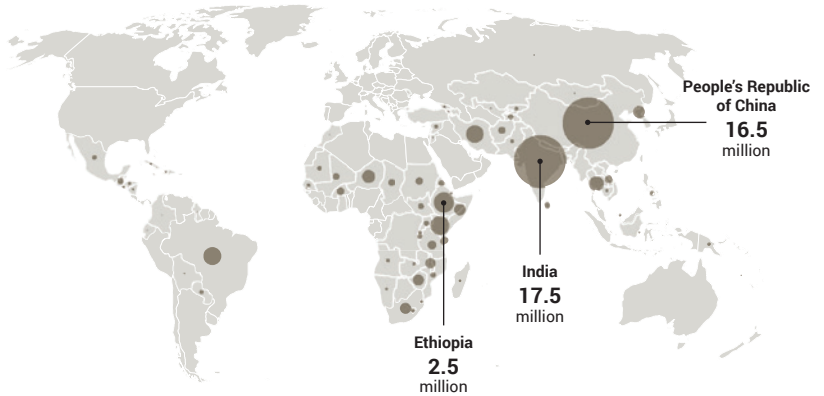 People's Republic
of China
16.5
million
India
17.5
million
Ethiopia
2.5
million